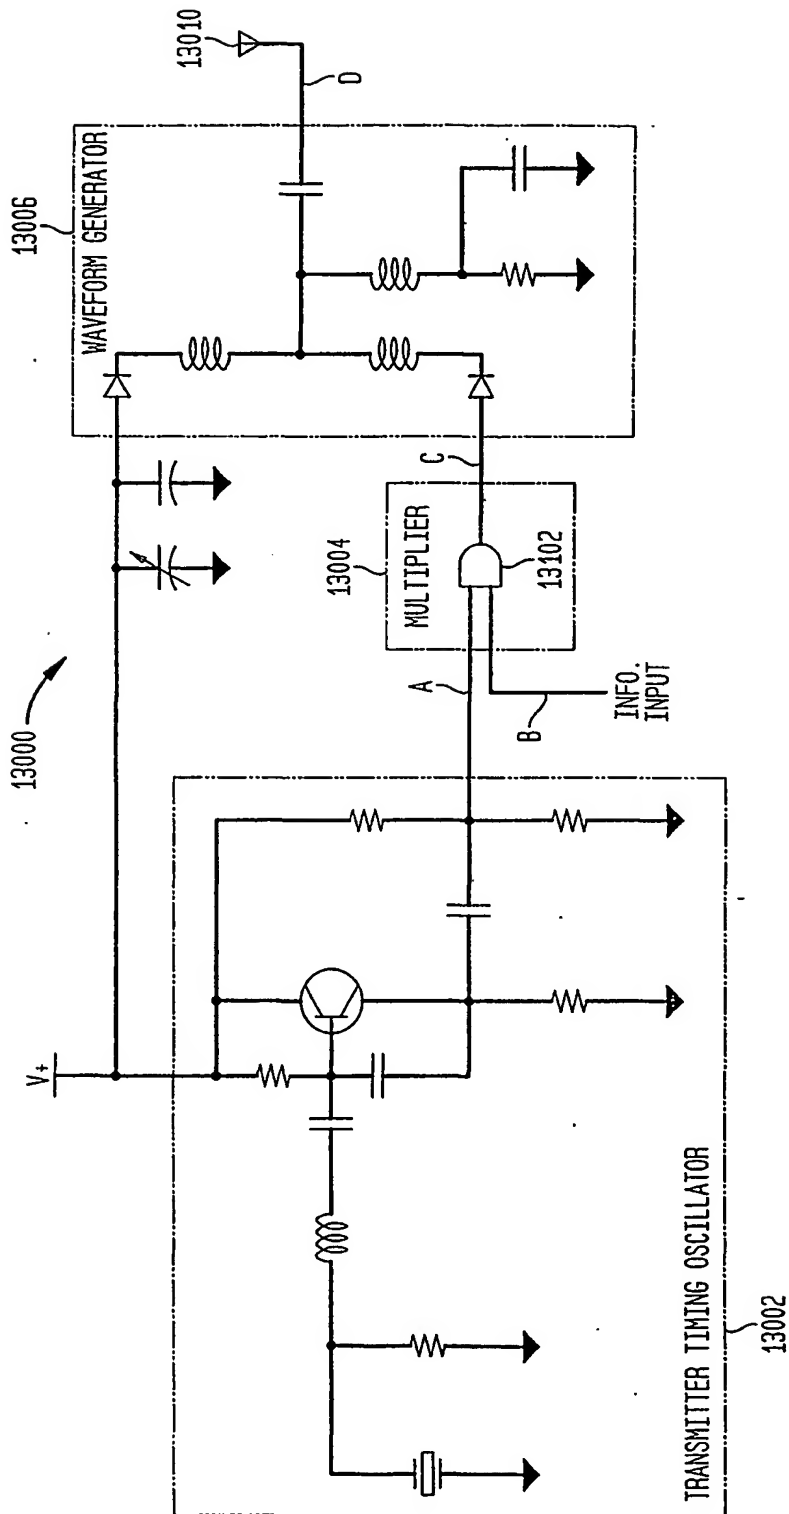 13000
V+
TRANSMITTER TIMING OSCILLATOR
13002
A
B
INFO.
INPUT
13004
MULTIPLIER
13102
C
13006
WAVEFORM GENERATOR
D
13010